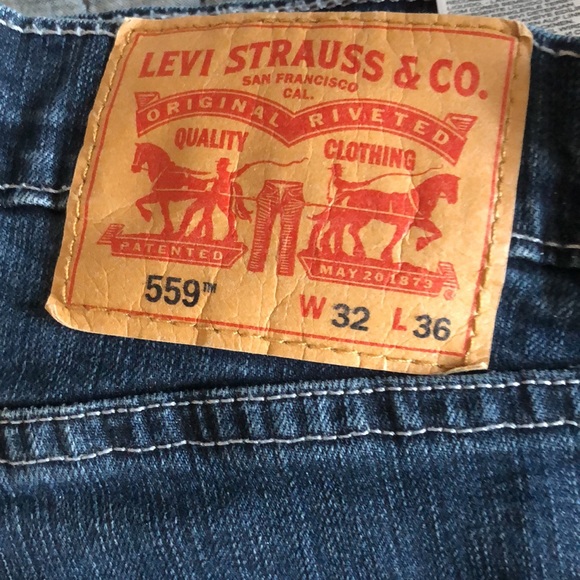 LEVI STRAUSS & CO.
SAN FRANCISCO
CAL.
ORIGINAL RIVETED
QUALITY CLOTHING
PATENTED MAY 20 1873
559™ W 32 L 36